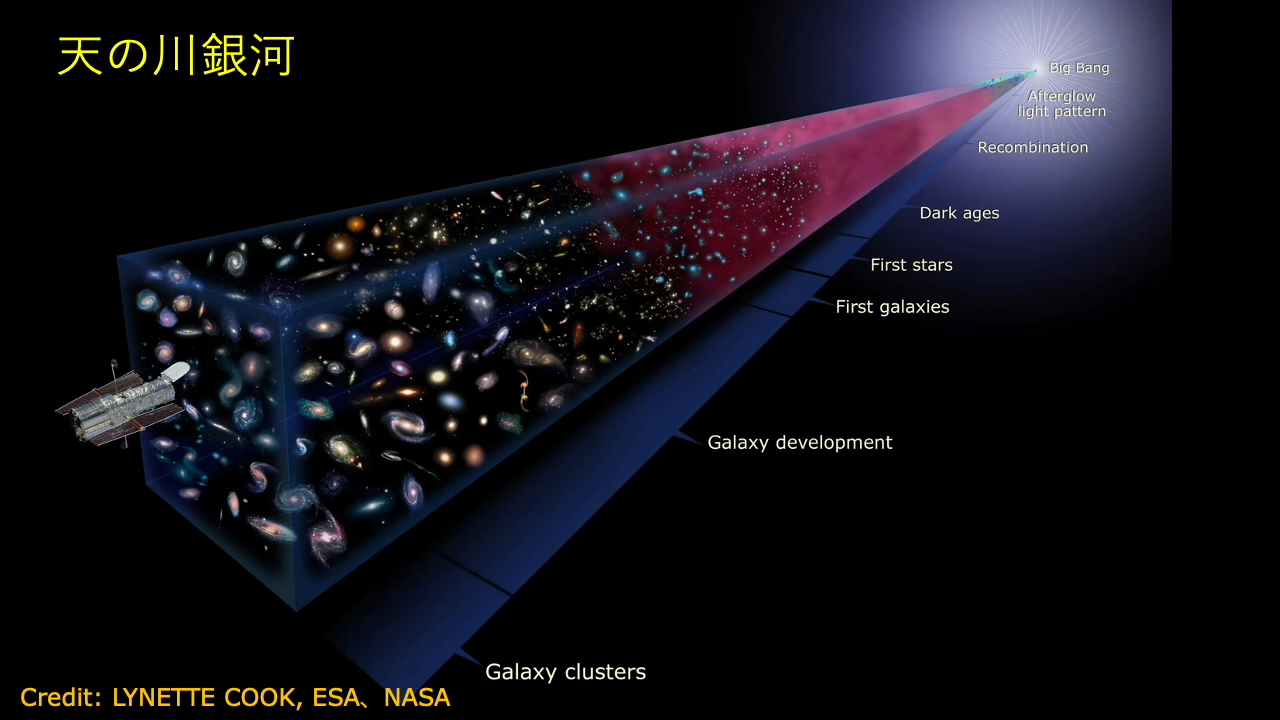 天の川銀河
Big Bang
Afterglow
light pattern
Recombination
Dark ages
First stars
First galaxies
Galaxy development
Galaxy clusters
Credit: LYNETTE COOK, ESA、NASA